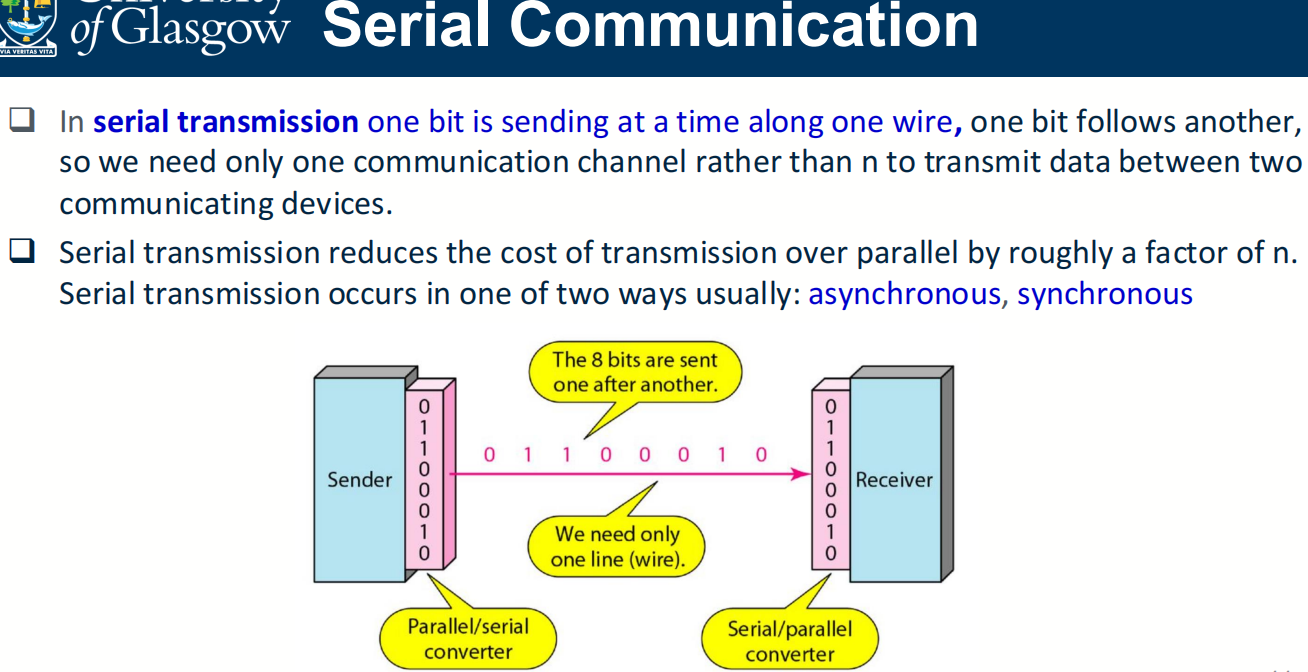 University
of Glasgow
VIA VERITAS VITA
Serial Communication
❑ In serial transmission one bit is sending at a time along one wire, one bit follows another,
so we need only one communication channel rather than n to transmit data between two
communicating devices.
❑ Serial transmission reduces the cost of transmission over parallel by roughly a factor of n.
Serial transmission occurs in one of two ways usually: asynchronous, synchronous
The 8 bits are sent
one after another.
Sender
0
1
1
0
0
0
1
0
0 1 1 0 0 0 1 0
0
1
1
0
0
0
1
0
Receiver
We need only
one line (wire).
Parallel/serial
converter
Serial/parallel
converter